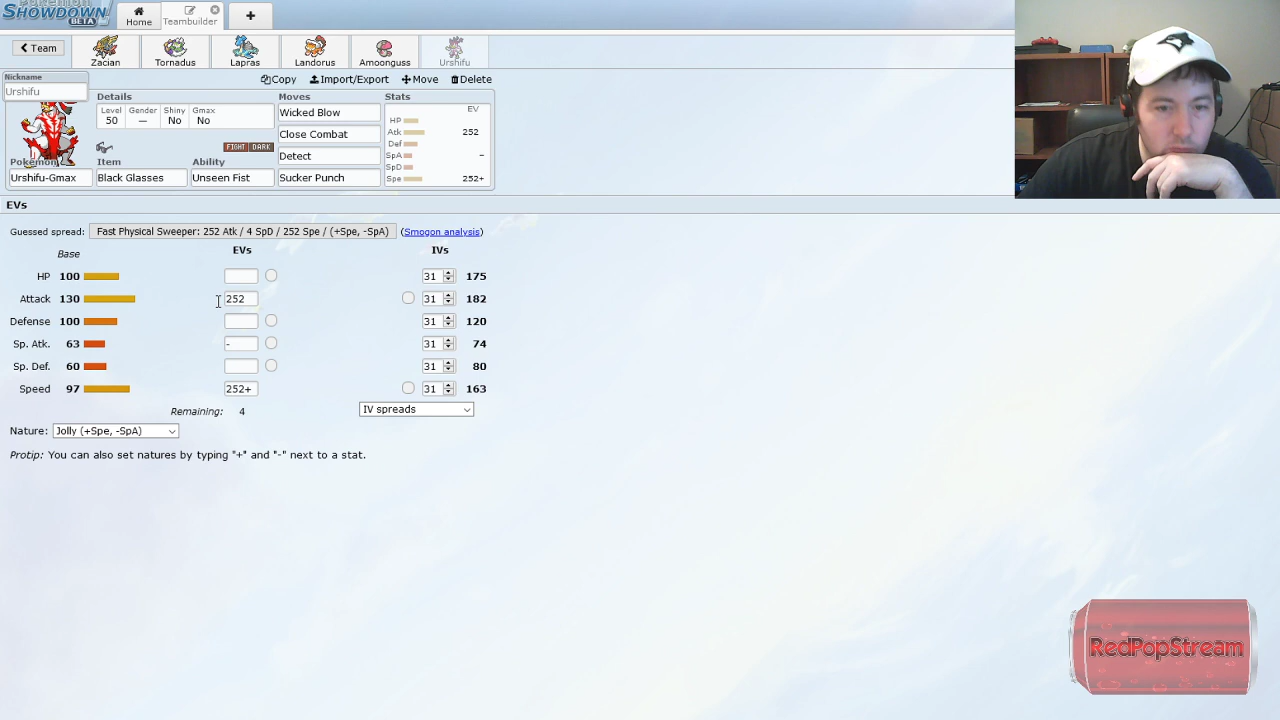 Pokémon
SHOWDOWN
BETA
Home
Teambuilder
+
Team
Zacian
Tornadus
Lapras
Landorus
Amoonguss
Urshifu
Nickname
Urshifu
Copy
Import/Export
Move
Delete
Details
Level Gender Shiny Gmax
50 — No No
FIGHT DARK
Pokémon Item Ability
Urshifu-Gmax Black Glasses Unseen Fist
Moves
Wicked Blow
Close Combat
Detect
Sucker Punch
Stats
EV
HP
Atk 252
Def
SpA -
SpD
Spe 252+
EVs
Guessed spread: Fast Physical Sweeper: 252 Atk / 4 SpD / 252 Spe / (+Spe, -SpA) (Smogon analysis)
Base EVs IVs
HP 100 31 175
Attack 130 252 31 182
Defense 100 31 120
Sp. Atk. 63 - 31 74
Sp. Def. 60 31 80
Speed 97 252+ 31 163
Remaining: 4 IV spreads
Nature: Jolly (+Spe, -SpA)
Protip: You can also set natures by typing "+" and "-" next to a stat.
RedPopStream